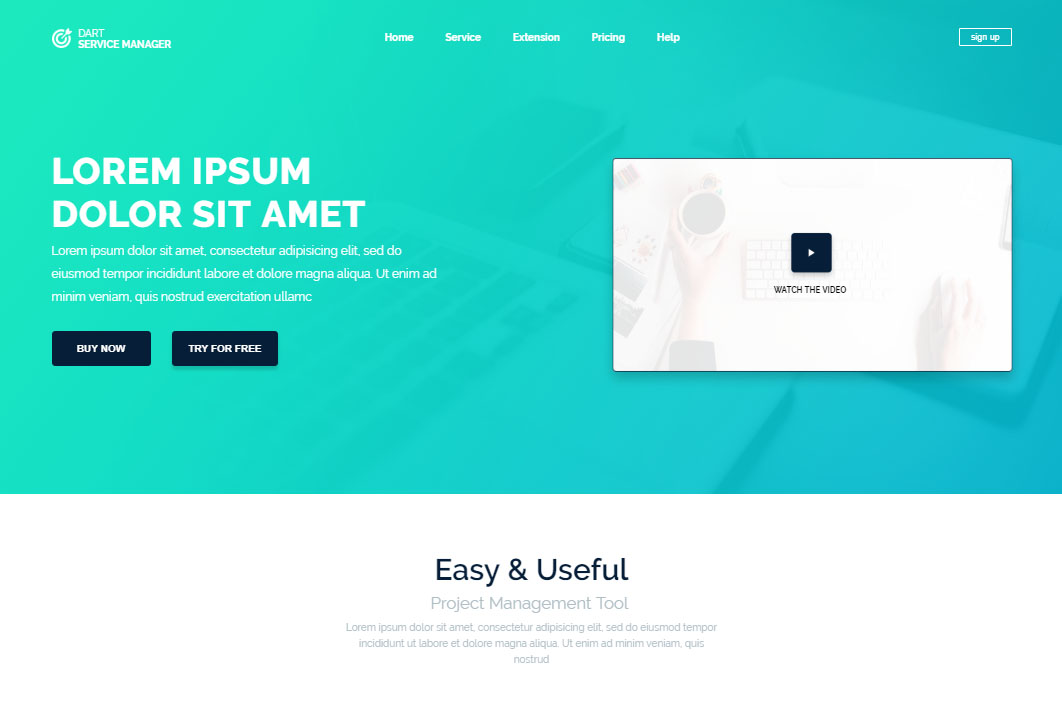 DART
SERVICE MANAGER
Home
Service
Extension
Pricing
Help
sign up
LOREM IPSUM
DOLOR SIT AMET
Lorem ipsum dolor sit amet, consectetur adipisicing elit, sed do
eiusmod tempor incididunt labore et dolore magna aliqua. Ut enim ad
minim veniam, quis nostrud exercitation ullamc
BUY NOW
TRY FOR FREE
WATCH THE VIDEO
Easy & Useful
Project Management Tool
Lorem ipsum dolor sit amet, consectetur adipisicing elit, sed do eiusmod tempor
incididunt ut labore et dolore magna aliqua. Ut enim ad minim veniam, quis
nostrud